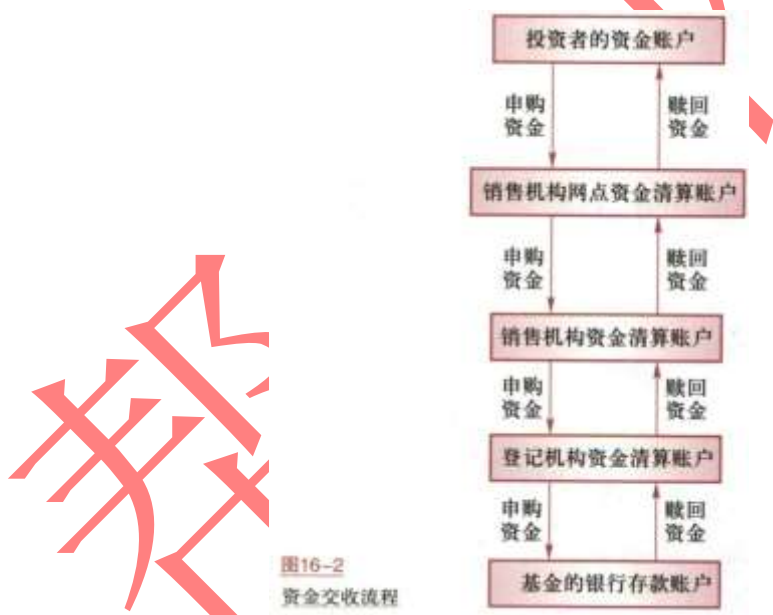 投资者的资金账户
申购
资金
赎回
资金
销售机构网点资金清算账户
申购
资金
赎回
资金
销售机构资金清算账户
申购
资金
赎回
资金
登记机构资金清算账户
申购
资金
赎回
资金
基金的银行存款账户
图16-2
资金交收流程